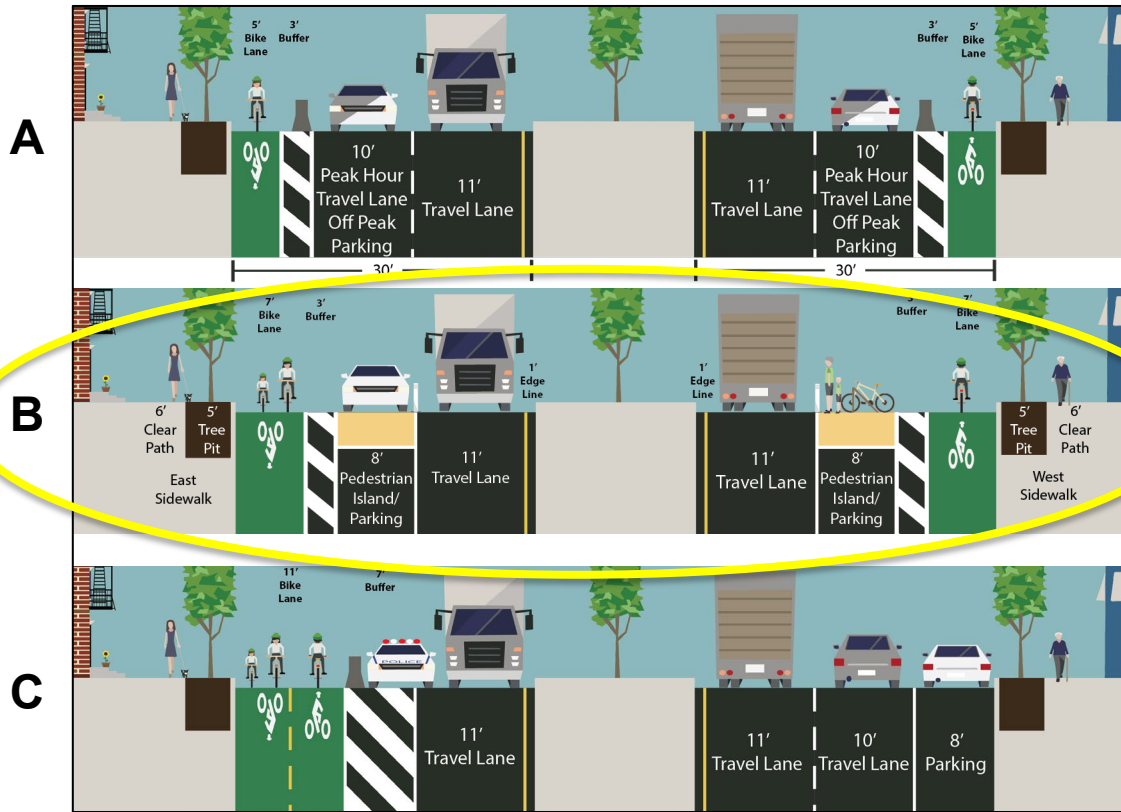 A
5’
Bike
Lane
3’
Buffer
3’
Buffer
5’
Bike
Lane
10’
Peak Hour
Travel Lane
Off Peak
Parking
11’
Travel Lane
11’
Travel Lane
10’
Peak Hour
Travel Lane
Off Peak
Parking
30’
30’
B
7’
Bike
Lane
3’
Buffer
1’
Edge
Line
1’
Edge
Line
3’
Buffer
7’
Bike
Lane
6’
Clear
Path
5’
Tree
Pit
East
Sidewalk
8’
Pedestrian
Island/
Parking
11’
Travel Lane
11’
Travel Lane
8’
Pedestrian
Island/
Parking
5’
Tree
Pit
6’
Clear
Path
West
Sidewalk
C
11’
Bike
Lane
7’
Buffer
POLICE
11’
Travel Lane
11’
Travel Lane
10’
Travel Lane
8’
Parking